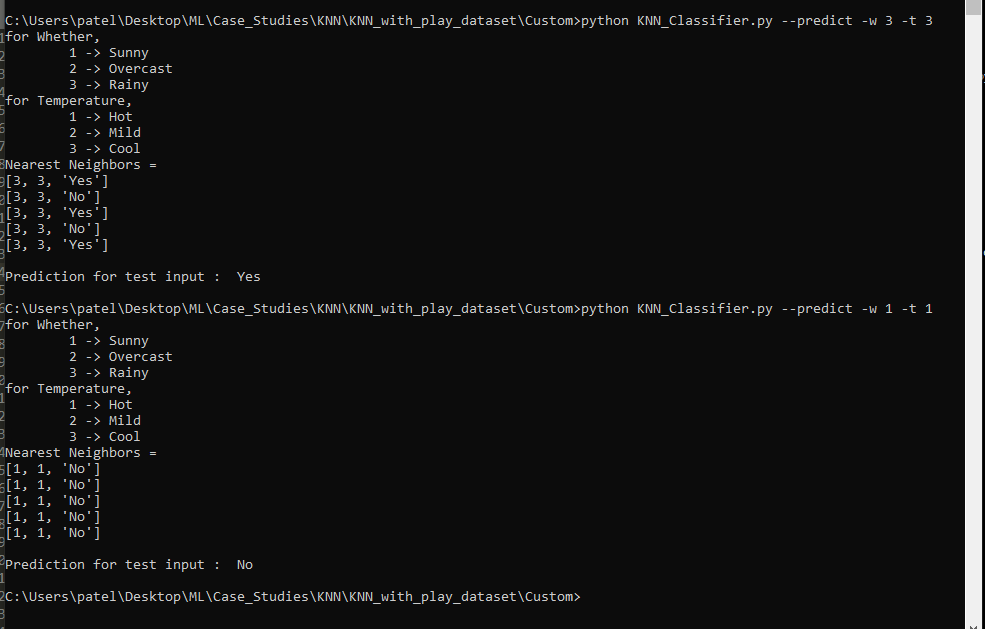 C:\Users\patel\Desktop\ML\Case_Studies\KNN\KNN_with_play_dataset\Custom>python KNN_Classifier.py --predict -w 3 -t 3
for Whether,
        1 -> Sunny
        2 -> Overcast
        3 -> Rainy
for Temperature,
        1 -> Hot
        2 -> Mild
        3 -> Cool
Nearest Neighbors =
[3, 3, 'Yes']
[3, 3, 'No']
[3, 3, 'Yes']
[3, 3, 'No']
[3, 3, 'Yes']

Prediction for test input :  Yes

C:\Users\patel\Desktop\ML\Case_Studies\KNN\KNN_with_play_dataset\Custom>python KNN_Classifier.py --predict -w 1 -t 1
for Whether,
        1 -> Sunny
        2 -> Overcast
        3 -> Rainy
for Temperature,
        1 -> Hot
        2 -> Mild
        3 -> Cool
Nearest Neighbors =
[1, 1, 'No']
[1, 1, 'No']
[1, 1, 'No']
[1, 1, 'No']
[1, 1, 'No']

Prediction for test input :  No

C:\Users\patel\Desktop\ML\Case_Studies\KNN\KNN_with_play_dataset\Custom>